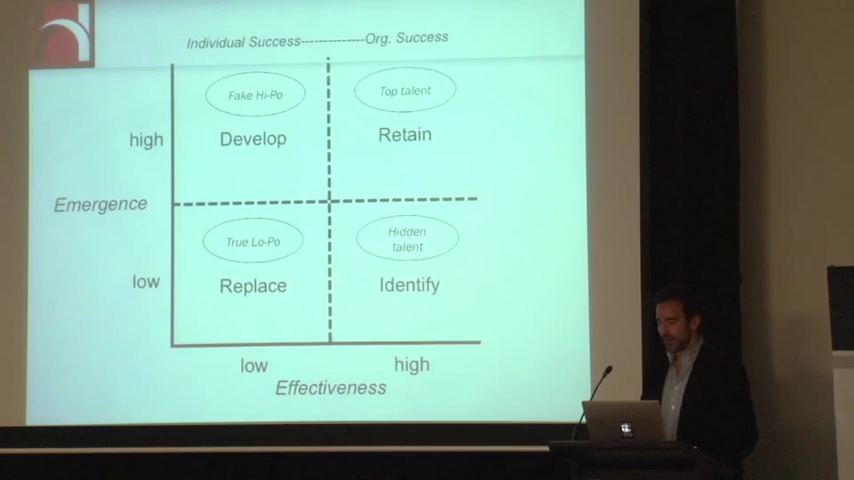 Individual Success-------------Org. Success
Fake Hi-Po
Top talent
high
Develop
Retain
Emergence
True Lo-Po
Hidden
talent
low
Replace
Identify
low
high
Effectiveness